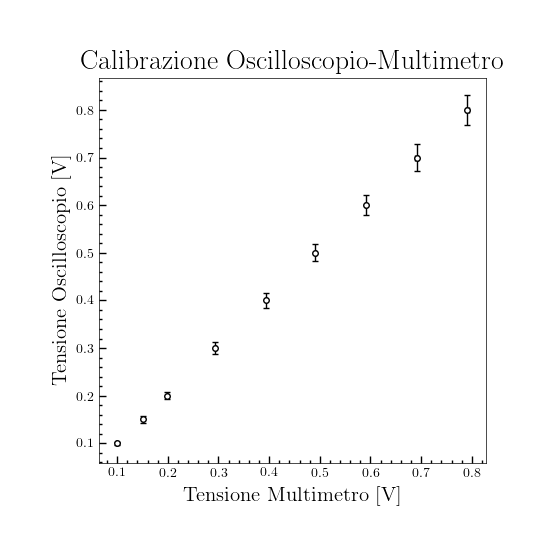 Calibrazione Oscilloscopio-Multimetro
Tensione Oscilloscopio [V]
0.8
0.7
0.6
0.5
0.4
0.3
0.2
0.1
0.1 0.2 0.3 0.4 0.5 0.6 0.7 0.8
Tensione Multimetro [V]